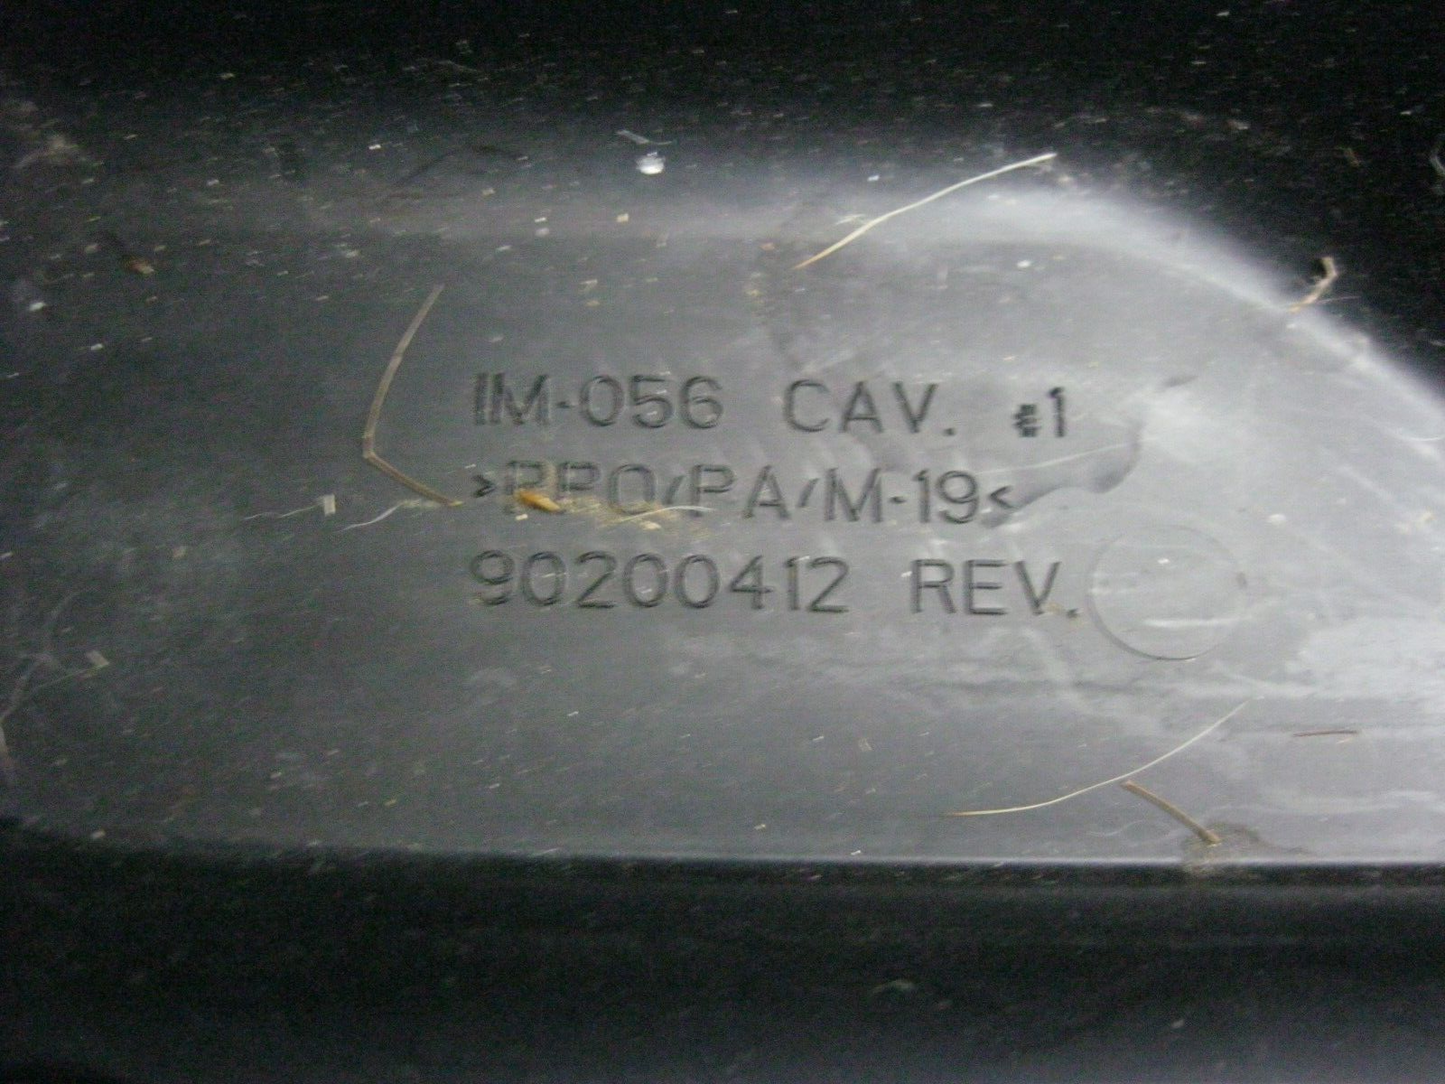 IM-056 CAV. #1
>PPO/PA/M-19<
90200412 REV.